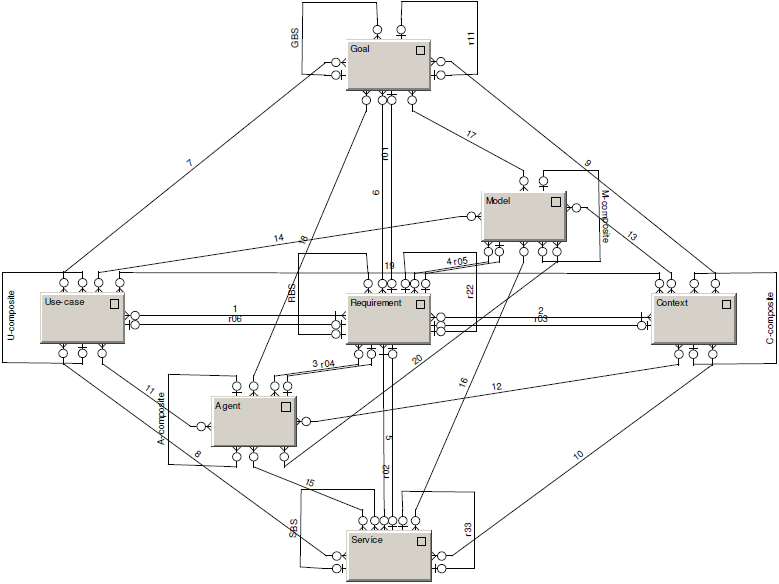 GBS
r11
Goal
7
r01
6
17
9
18
Model
M-composite
14
13
19
4 r05
RBS
r22
U-composite
Use-case
1
r06
Requirement
2
r03
Context
C-composite
3 r04
20
16
11
A-composite
Agent
12
8
5
r02
10
15
SBS
r33
Service